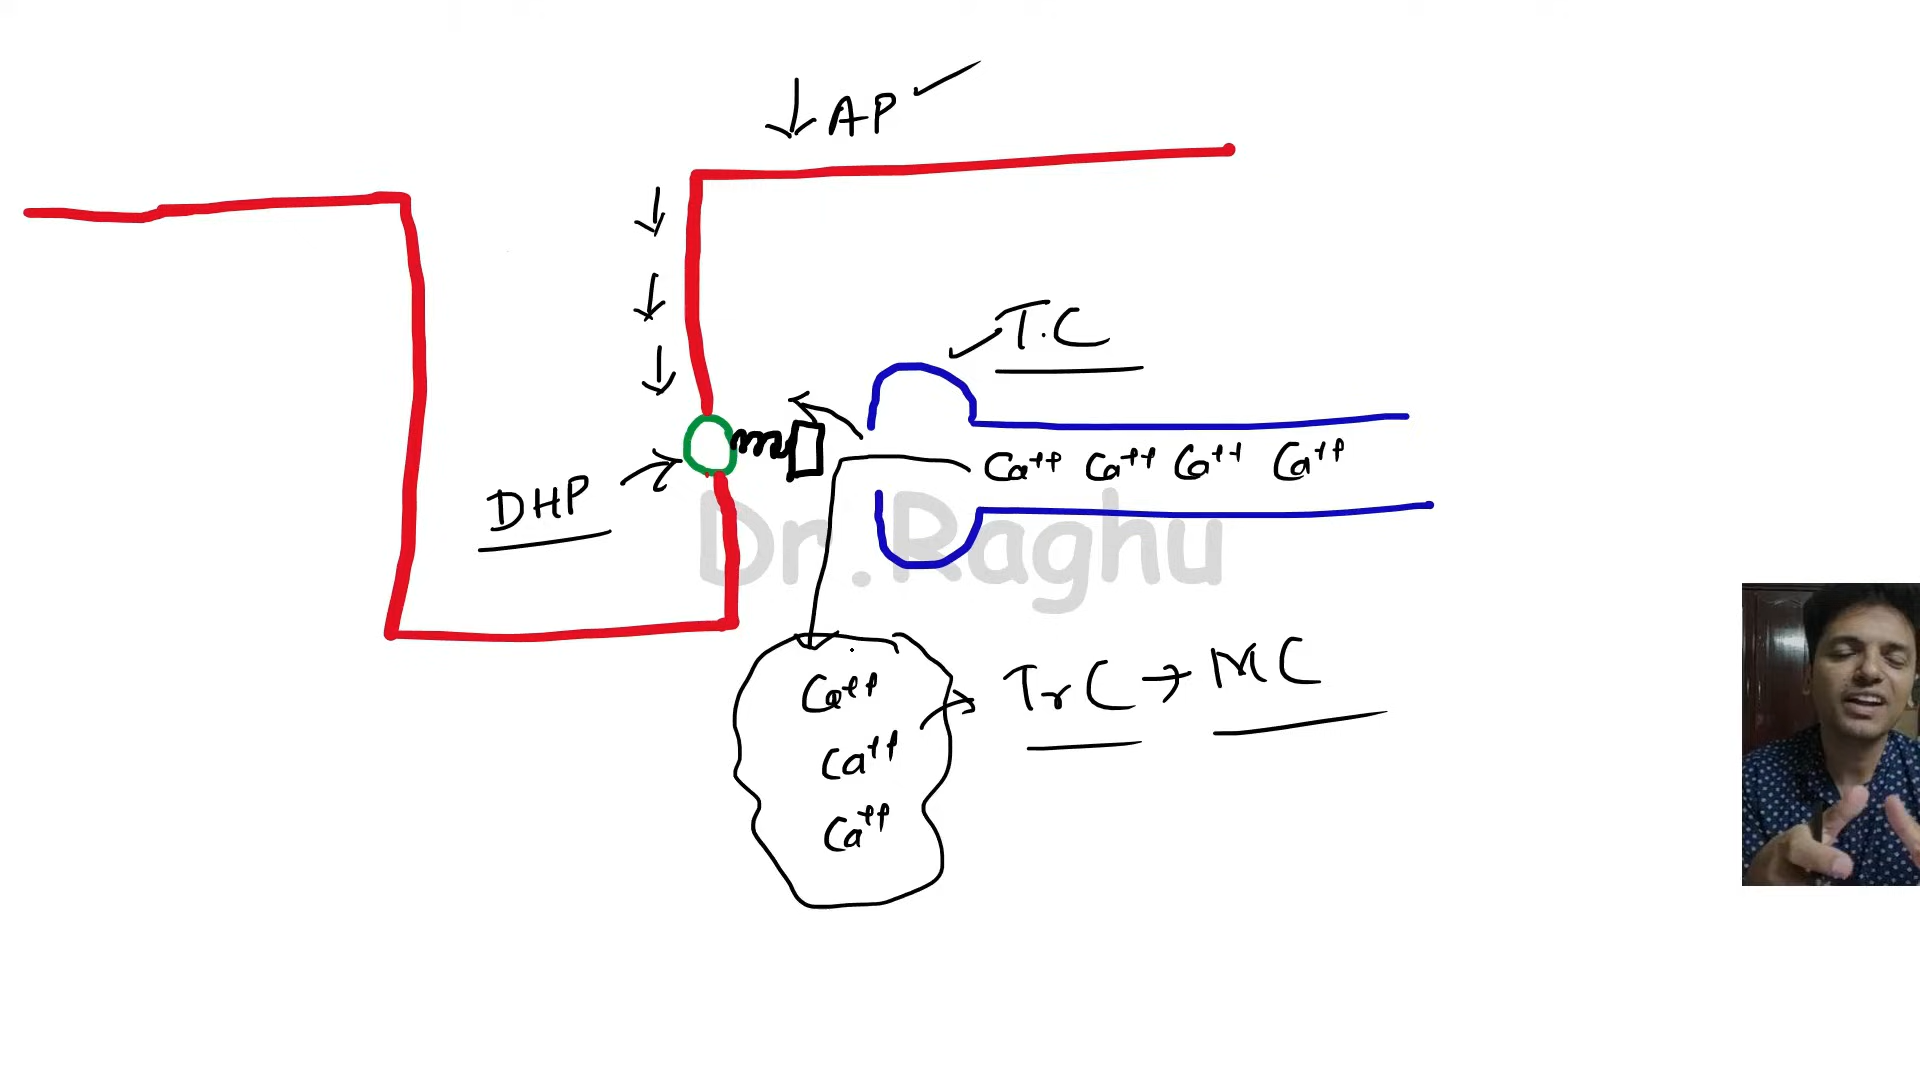 ↓ AP ✓
T.C
Ca++ Ca++ Ca++ Ca++
DHP
Dr.Raghu
Ca++
TrC → MC
Ca++
Ca++